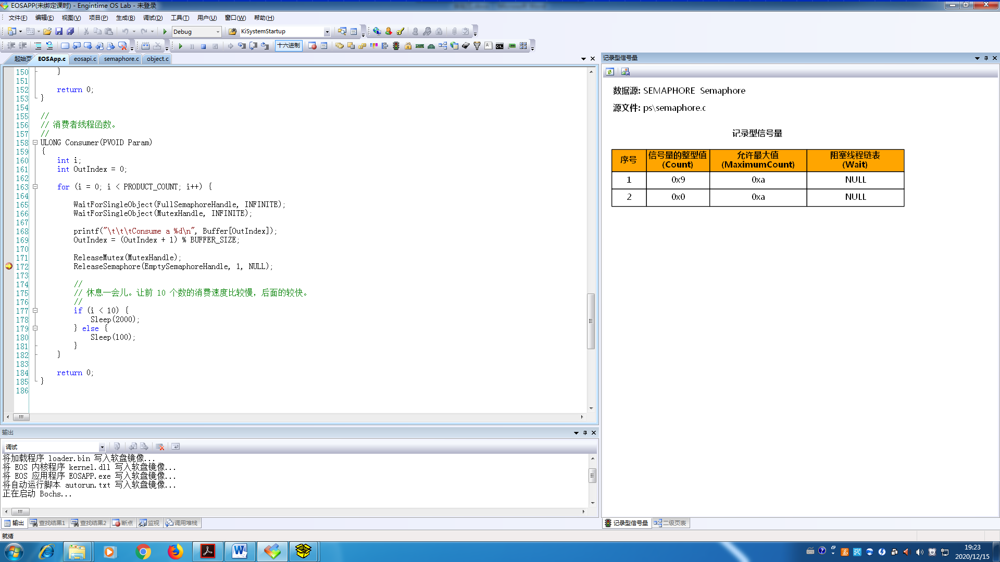 EOSAPP(未绑定课时) - Engintime OS Lab - 未登录
文件(F) 编辑(E) 视图(V) 项目(P) 生成(B) 调试(D) 工具(T) 用户(U) 窗口(W) 帮助(H)
Debug KiSystemStartup
十六进制
起始页 EOSApp.c eosapi.c semaphore.c object.c
150 }
151
152 return 0;
153 }
154
155 //
156 // 消费者线程函数。
157 //
158 ULONG Consumer(PVOID Param)
159 {
160 int i;
161 int OutIndex = 0;
162
163 for (i = 0; i < PRODUCT_COUNT; i++) {
164
165 WaitForSingleObject(FullSemaphoreHandle, INFINITE);
166 WaitForSingleObject(MutexHandle, INFINITE);
167
168 printf("\t\t\tConsume a %d\n", Buffer[OutIndex]);
169 OutIndex = (OutIndex + 1) % BUFFER_SIZE;
170
171 ReleaseMutex(MutexHandle);
172 ReleaseSemaphore(EmptySemaphoreHandle, 1, NULL);
173
174 //
175 // 休息一会儿。让前 10 个数的消费速度比较慢，后面的较快。
176 //
177 if (i < 10) {
178 Sleep(2000);
179 } else {
180 Sleep(100);
181 }
182 }
183
184 return 0;
185 }
186
输出
调试
将加载程序 loader.bin 写入软盘镜像...
将 EOS 内核程序 kernel.dll 写入软盘镜像...
将 EOS 应用程序 EOSAPP.exe 写入软盘镜像...
将自动运行脚本 autorun.txt 写入软盘镜像...
正在启动 Bochs...
输出 查找结果1 查找结果2 断点 监视 调用堆栈
就绪
记录型信号量
数据源: SEMAPHORE Semaphore
源文件: ps\semaphore.c
记录型信号量
序号 信号量的整型值 (Count) 允许最大值 (MaximumCount) 阻塞线程链表 (Wait)
1 0x9 0xa NULL
2 0x0 0xa NULL
记录型信号量 二级页表
19:23
2020/12/15